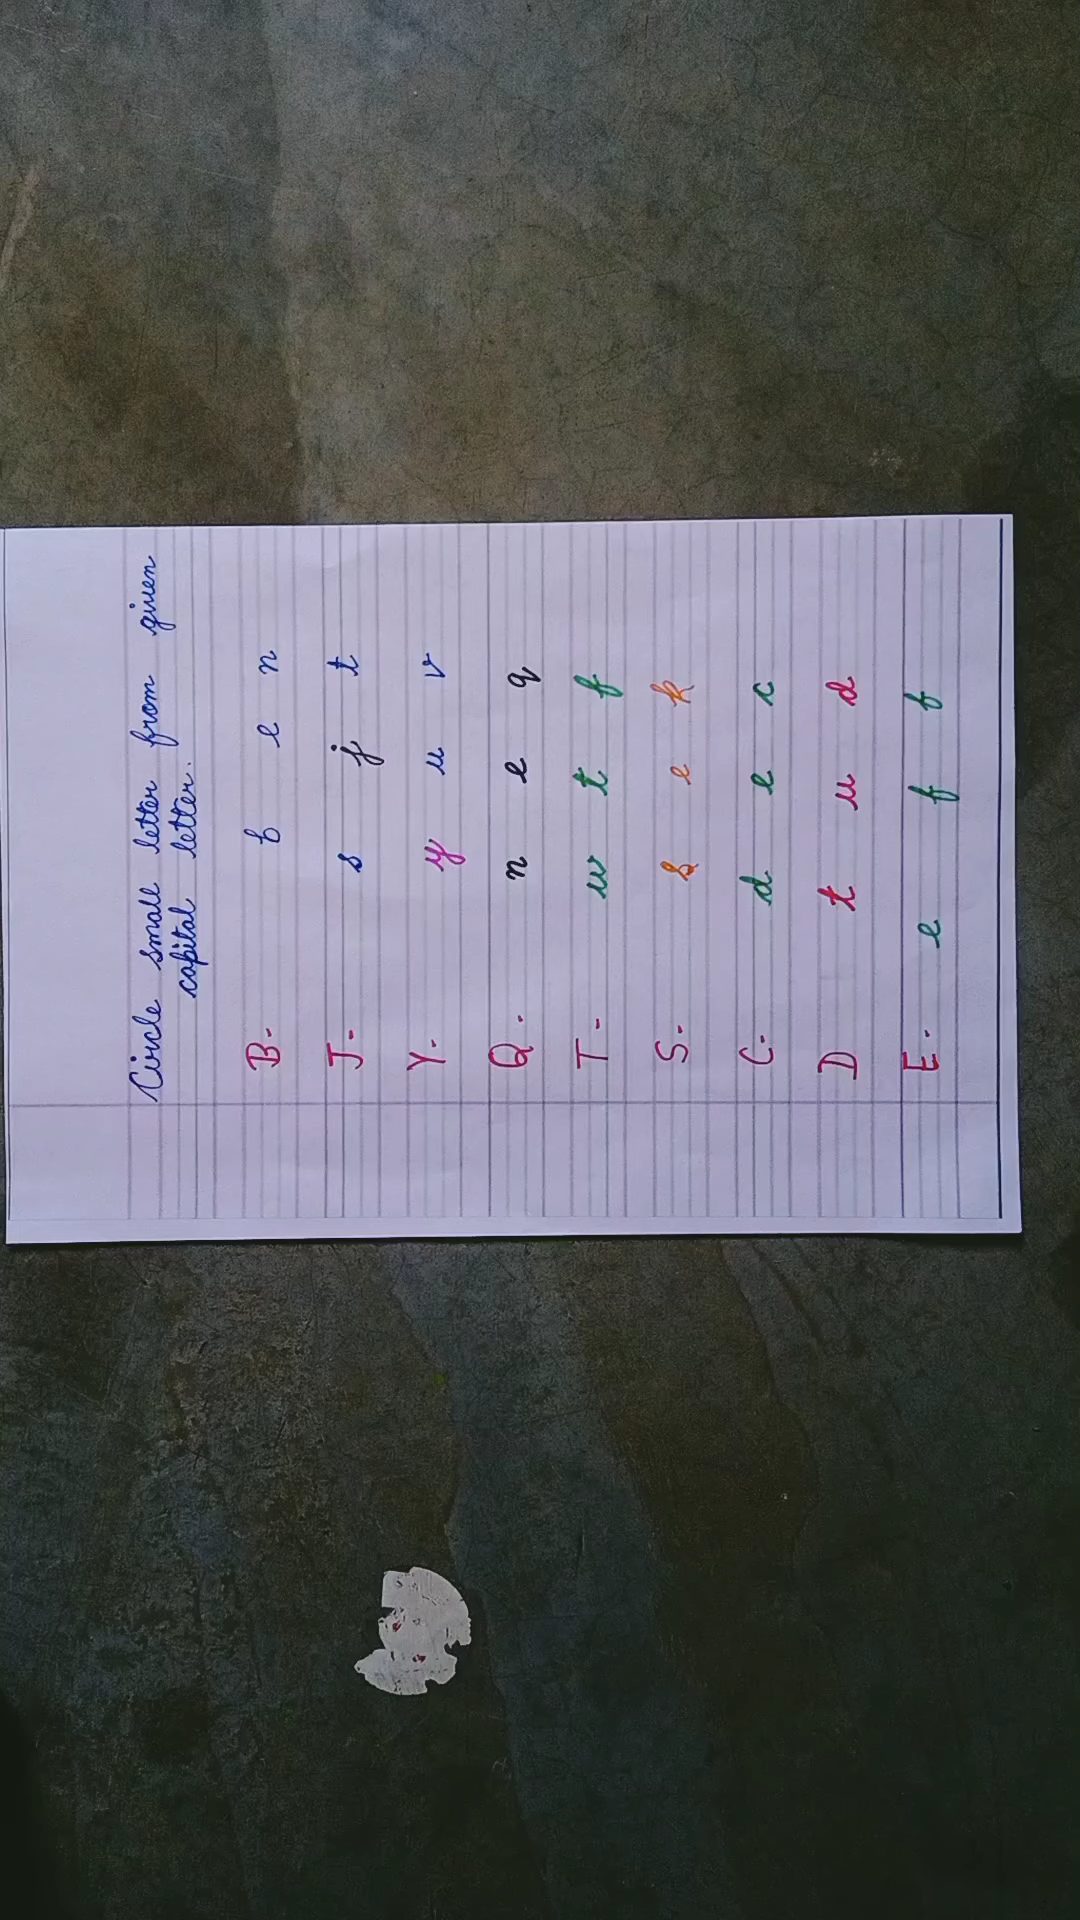 Circle small letter from given
capital letter.
B- b e n
J- s j t
Y- y u v
Q- n e q
T- w t f
S- s e k
C- d e c
D t u d
E- e f b